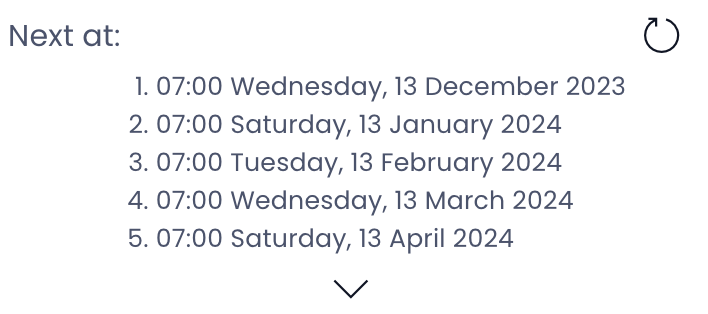 Next at:
1. 07:00 Wednesday, 13 December 2023
2. 07:00 Saturday, 13 January 2024
3. 07:00 Tuesday, 13 February 2024
4. 07:00 Wednesday, 13 March 2024
5. 07:00 Saturday, 13 April 2024